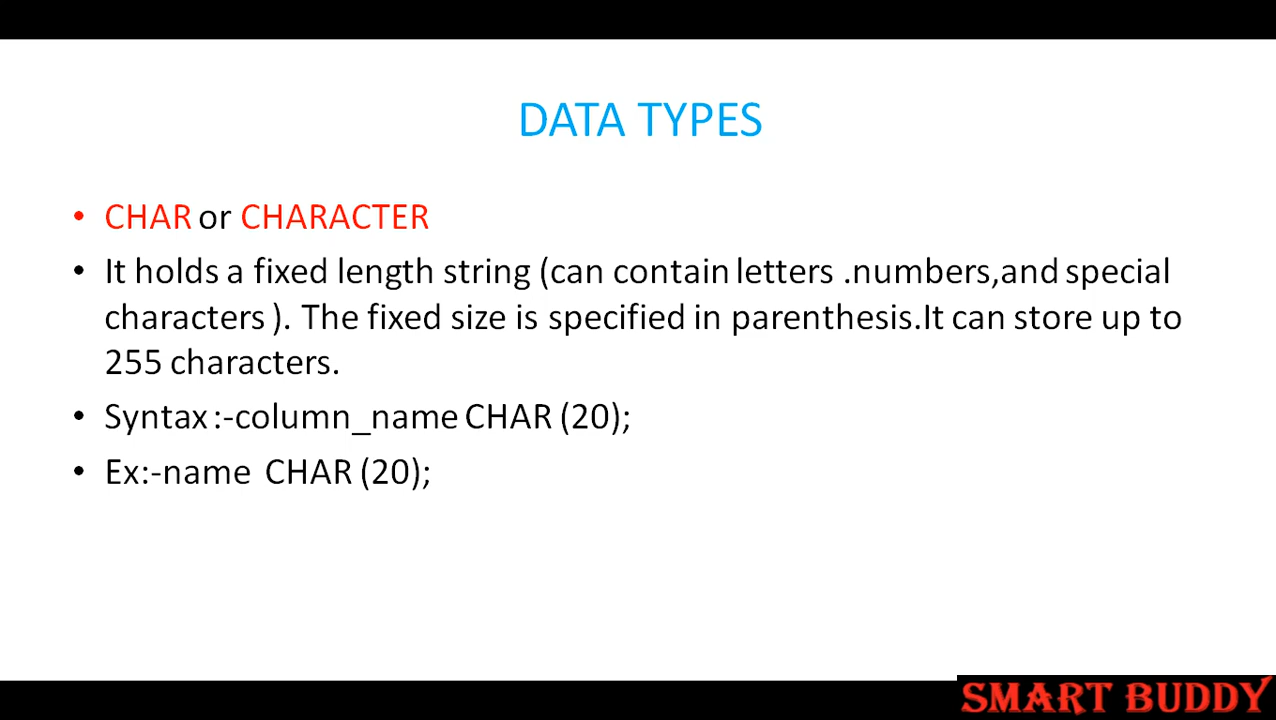 DATA TYPES
• CHAR or CHARACTER
• It holds a fixed length string (can contain letters .numbers,and special
characters ). The fixed size is specified in parenthesis.It can store up to
255 characters.
• Syntax :-column_name CHAR (20);
• Ex:-name CHAR (20);
SMART BUDDY